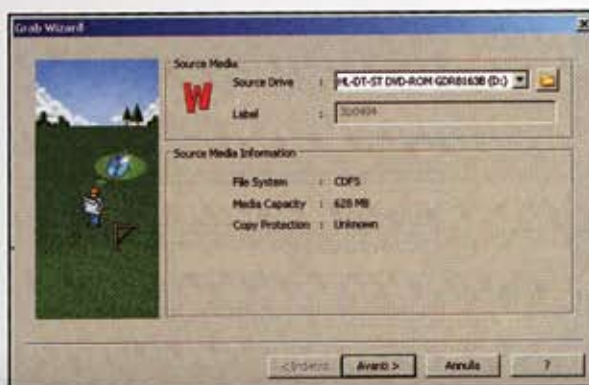 Grab Wizard
Source Media
W
Source Drive : HL-DT-ST DVD-ROM GDR8163B (D:)
Label :
Source Media Information
File System : CDFS
Media Capacity : 628 MB
Copy Protection : Unknown
< Indietro Avanti > Annulla ?